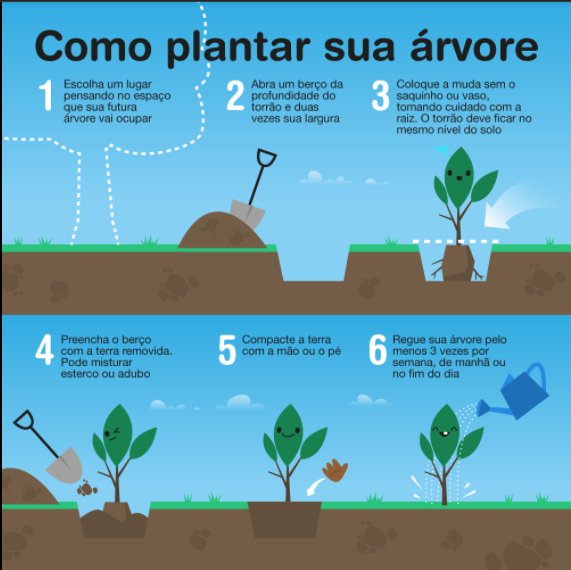 Como plantar sua árvore
1
Escolha um lugar
pensando no espaço
que sua futura
árvore vai ocupar
2
Abra um berço da
profundidade do
torrão e duas
vezes sua largura
3
Coloque a muda sem o
saquinho ou vaso,
tomando cuidado com a
raiz. O torrão deve ficar no
mesmo nível do solo
4
Preencha o berço
com a terra removida.
Pode misturar
esterco ou adubo
5
Compacte a terra
com a mão ou o pé
6
Regue sua árvore pelo
menos 3 vezes por
semana, de manhã ou
no fim do dia